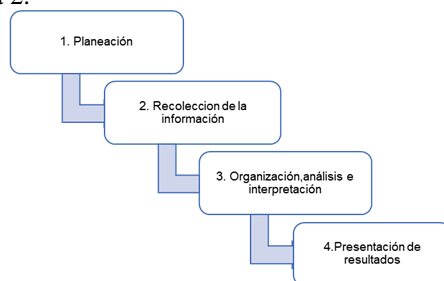 1. Planeación
2. Recoleccion de la
información
3. Organización,análisis e
interpretación
4.Presentación de
resultados